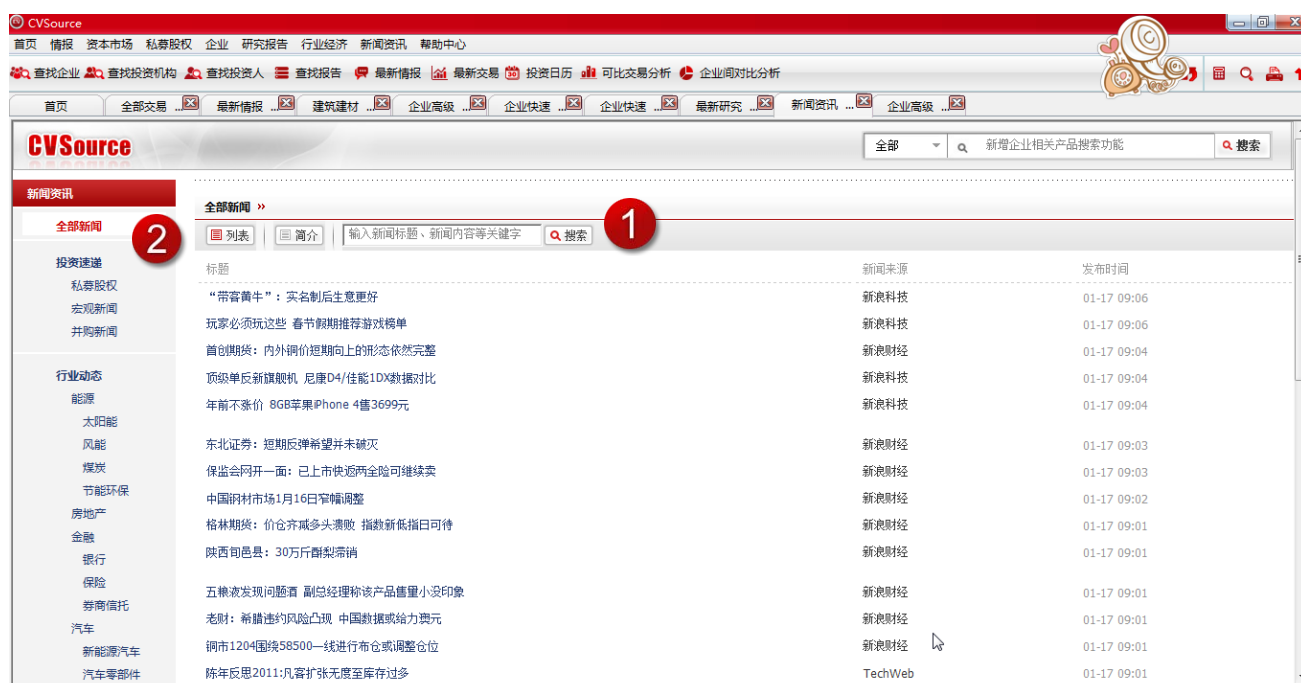 CVSource
首页 情报 资本市场 私募股权 企业 研究报告 行业经济 新闻资讯 帮助中心
查找企业 查找投资机构 查找投资人 查找报告 最新情报 最新交易 投资日历 可比交易分析 企业间对比分析
首页 全部交易 ... 最新情报 ... 建筑建材 ... 企业高级 ... 企业快速 ... 企业快速 ... 最新研究 ... 新闻资讯 ... 企业高级 ...
CVSource 全部 新增企业相关产品搜索功能 搜索
新闻资讯
全部新闻 »
全部新闻
2
1
列表 简介 输入新闻标题、新闻内容等关键字 搜索
投资速递
私募股权
宏观新闻
并购新闻
行业动态
能源
太阳能
风能
煤炭
节能环保
房地产
金融
银行
保险
券商信托
汽车
新能源汽车
汽车零部件
标题 新闻来源 发布时间
“带客黄牛”：实名制后生意更好 新浪科技 01-17 09:06
玩家必须玩这些 春节假期推荐游戏榜单 新浪科技 01-17 09:06
首创期货：内外铜价短期向上的形态依然完整 新浪财经 01-17 09:04
顶级单反新旗舰机 尼康D4/佳能1DX数据对比 新浪科技 01-17 09:04
年前不涨价 8GB苹果iPhone 4售3699元 新浪科技 01-17 09:04
东北证券：短期反弹希望并未破灭 新浪财经 01-17 09:03
保监会网开一面：已上市快返两全险可继续卖 新浪财经 01-17 09:03
中国钢材市场1月16日窄幅调整 新浪财经 01-17 09:02
格林期货：价仓齐减多头溃败 指数新低指日可待 新浪财经 01-17 09:01
陕西旬邑县：30万斤酥梨滞销 新浪财经 01-17 09:01
五粮液发现问题酒 副总经理称该产品售量小没印象 新浪财经 01-17 09:01
老财：希腊违约风险凸现 中国数据或给力澳元 新浪财经 01-17 09:01
铜市1204围绕58500一线进行布仓或调整仓位 新浪财经 01-17 09:01
陈年反思2011:凡客扩张无度至库存过多 TechWeb 01-17 09:01